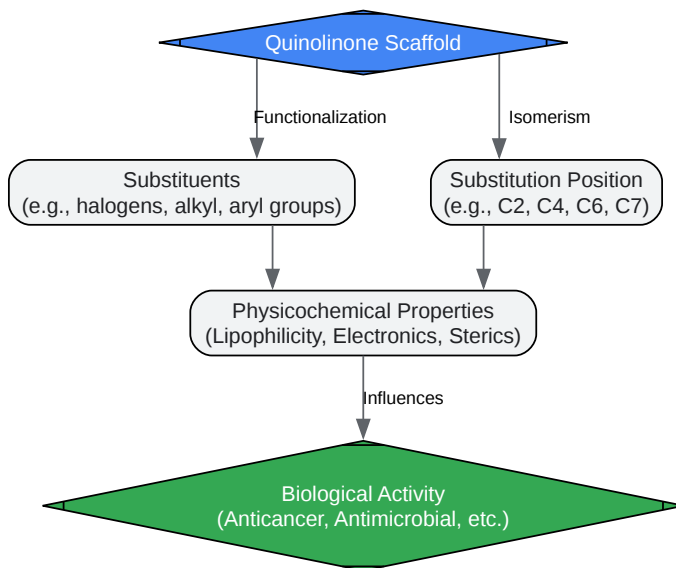 Quinolinone Scaffold
Functionalization
Isomerism
Substituents
(e.g., halogens, alkyl, aryl groups)
Substitution Position
(e.g., C2, C4, C6, C7)
Physicochemical Properties
(Lipophilicity, Electronics, Sterics)
Influences
Biological Activity
(Anticancer, Antimicrobial, etc.)